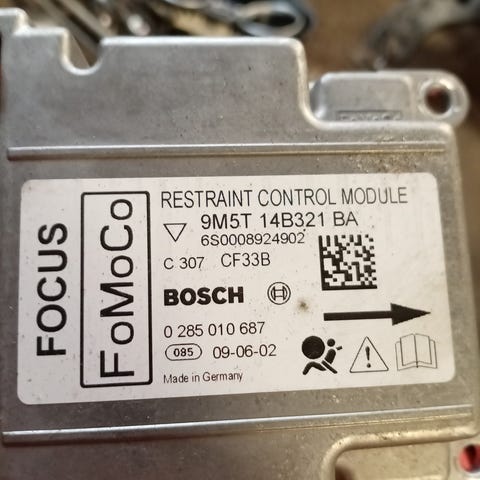 FoMoCo
FOCUS
FoMoCo
RESTRAINT CONTROL MODULE
9M5T 14B321 BA
6S0008924902
C 307 CF33B
BOSCH
0 285 010 687
085 09-06-02
Made in Germany